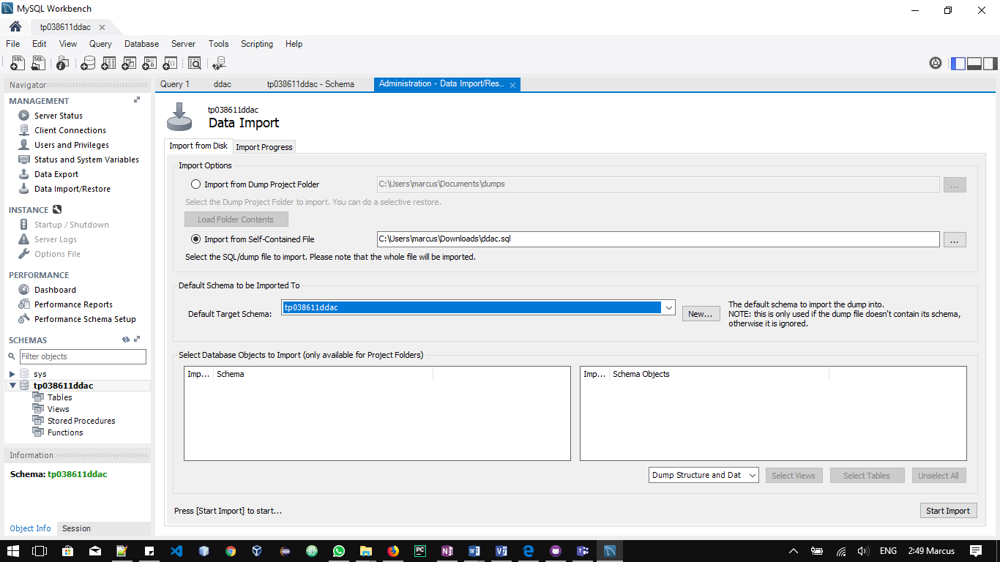 MySQL Workbench
tp038611ddac
File Edit View Query Database Server Tools Scripting Help
Navigator
MANAGEMENT
Server Status
Client Connections
Users and Privileges
Status and System Variables
Data Export
Data Import/Restore
INSTANCE
Startup / Shutdown
Server Logs
Options File
PERFORMANCE
Dashboard
Performance Reports
Performance Schema Setup
SCHEMAS
Filter objects
sys
tp038611ddac
Tables
Views
Stored Procedures
Functions
Information
Schema: tp038611ddac
Object Info Session
Query 1 ddac tp038611ddac - Schema Administration - Data Import/Res...
tp038611ddac
Data Import
Import from Disk Import Progress
Import Options
Import from Dump Project Folder C:\Users\marcus\Documents\dumps ...
Select the Dump Project Folder to import. You can do a selective restore.
Load Folder Contents
Import from Self-Contained File C:\Users\marcus\Downloads\ddac.sql ...
Select the SQL/dump file to import. Please note that the whole file will be imported.
Default Schema to be Imported To
Default Target Schema: tp038611ddac New...
The default schema to import the dump into.
NOTE: this is only used if the dump file doesn't contain its schema,
otherwise it is ignored.
Select Database Objects to Import (only available for Project Folders)
Imp... Schema Imp... Schema Objects
Dump Structure and Dat Select Views Select Tables Unselect All
Press [Start Import] to start... Start Import
ENG 2:49 Marcus